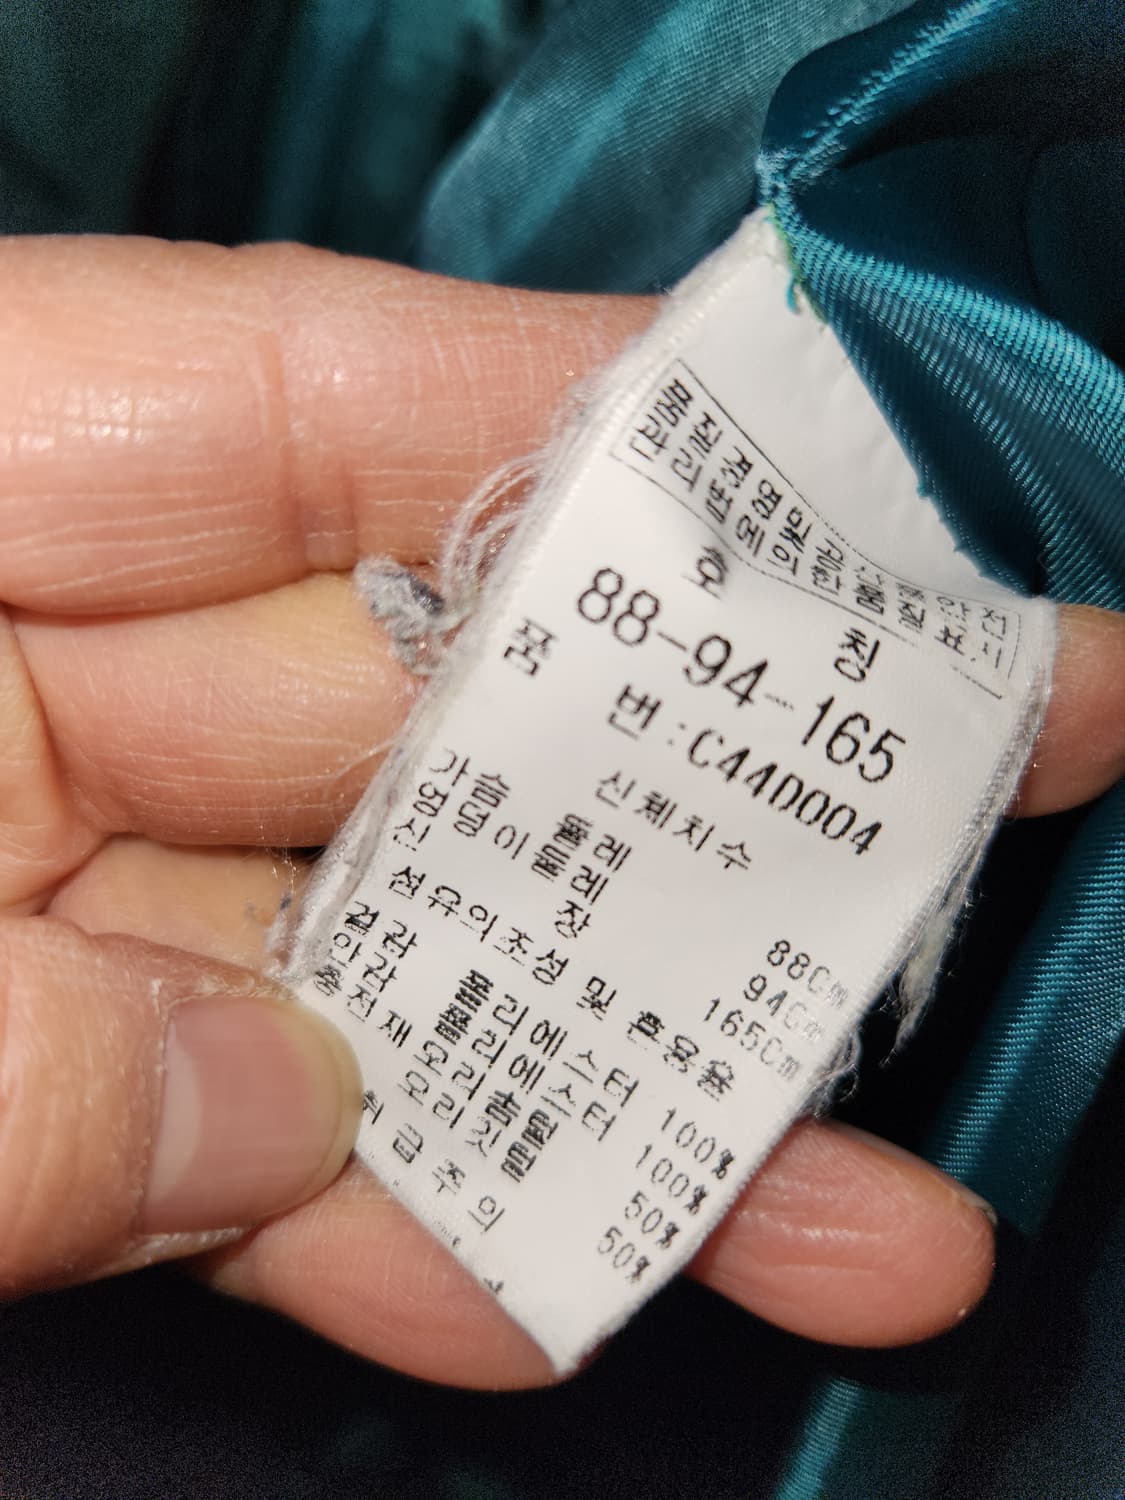 품질경영및공산품안전
관리법에의한품질표시
호 칭
88-94-165
품 번 : C44D004
신체치수
가슴둘레 88Cm
엉덩이둘레 94Cm
신 장 165Cm
섬유의조성 및 혼용율
겉감 폴리에스터 100%
안감 폴리에스터 100%
충전재 오리솜털 50%
오리깃털 50%
취급주의